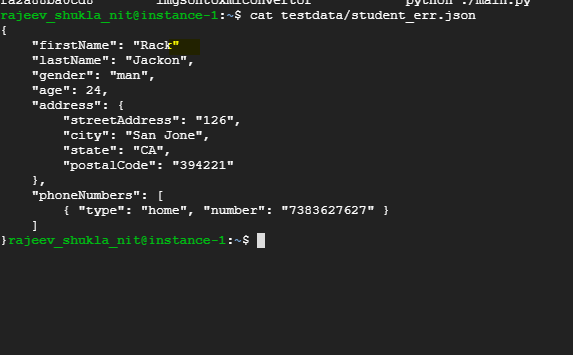 rajeev_shukla_nit@instance-1:~$ cat testdata/student_err.json
{
    "firstName": "Rack"
    "lastName": "Jackon",
    "gender": "man",
    "age": 24,
    "address": {
        "streetAddress": "126",
        "city": "San Jone",
        "state": "CA",
        "postalCode": "394221"
    },
    "phoneNumbers": [
        { "type": "home", "number": "7383627627" }
    ]
}rajeev_shukla_nit@instance-1:~$